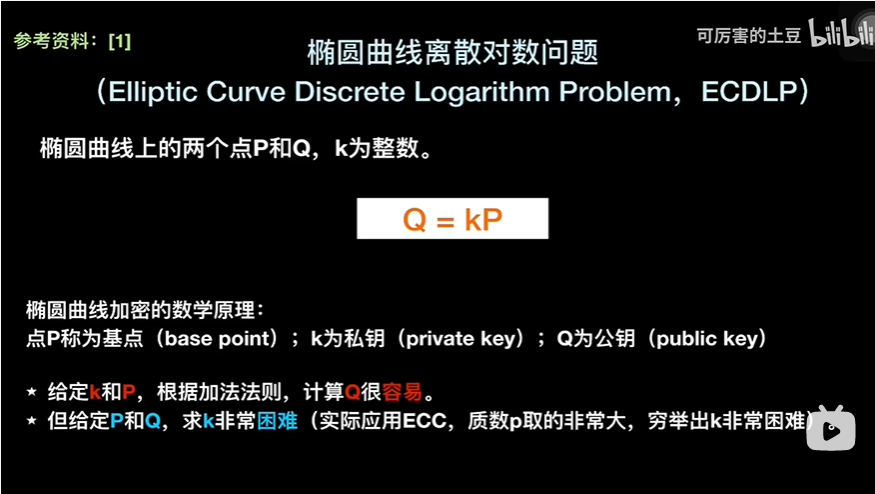 参考资料：[1]
可厉害的土豆 bilibili
椭圆曲线离散对数问题
（Elliptic Curve Discrete Logarithm Problem，ECDLP）
椭圆曲线上的两个点P和Q，k为整数。
Q = kP
椭圆曲线加密的数学原理：
点P称为基点（base point）；k为私钥（private key）；Q为公钥（public key）
★ 给定k和P，根据加法法则，计算Q很容易。
★ 但给定P和Q，求k非常困难（实际应用ECC，质数p取的非常大，穷举出k非常困难）